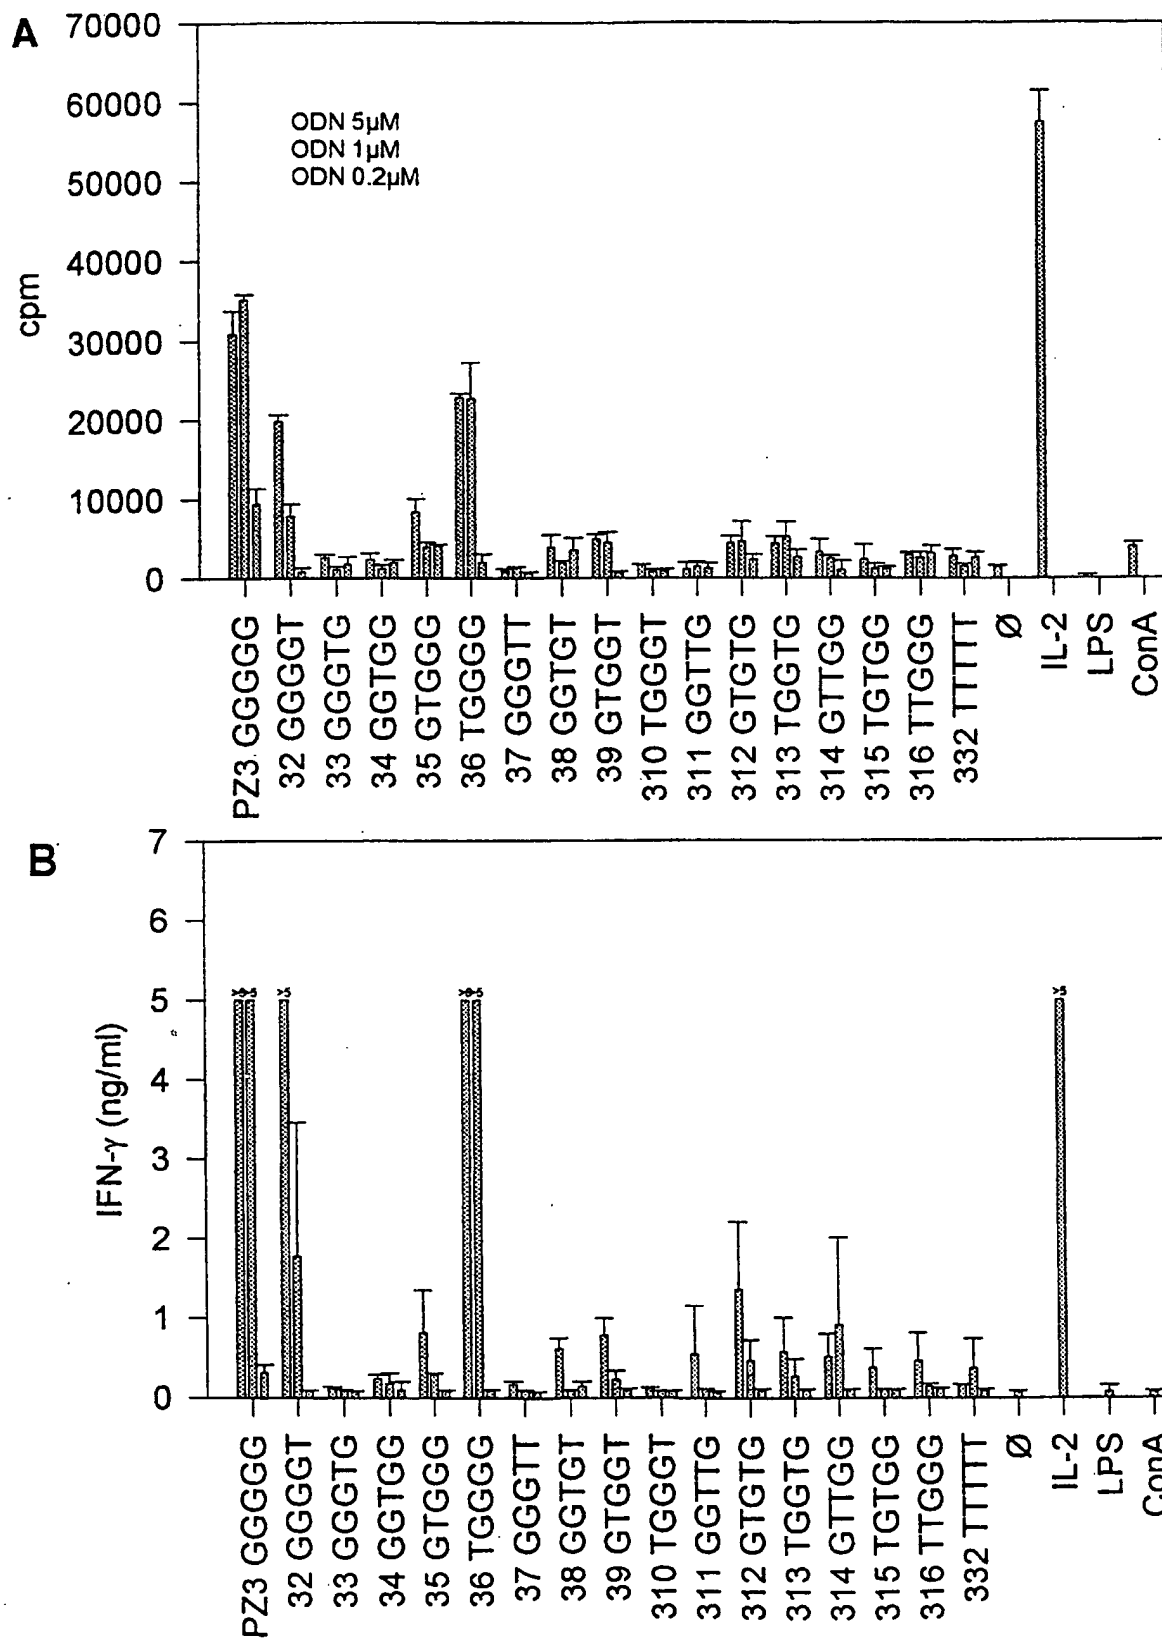 A
70000
60000
50000
40000
30000
20000
10000
0
cpm
ODN 5µM
ODN 1µM
ODN 0.2µM
PZ3 GGGGG
32 GGGGT
33 GGGTG
34 GGTGG
35 GTGGG
36 TGGGG
37 GGGTT
38 GGTGT
39 GTGGT
310 TGGGT
311 GGTTG
312 GTGTG
313 TGGTG
314 GTTGG
315 TGTGG
316 TTGGG
332 TTTTT
Ø
IL-2
LPS
ConA
B
7
6
5
4
3
2
1
0
IFN-γ (ng/ml)
>5
>5
>5
>5
PZ3 GGGGG
32 GGGGT
33 GGGTG
34 GGTGG
35 GTGGG
36 TGGGG
37 GGGTT
38 GGTGT
39 GTGGT
310 TGGGT
311 GGTTG
312 GTGTG
313 TGGTG
314 GTTGG
315 TGTGG
316 TTGGG
332 TTTTT
Ø
IL-2
LPS
ConA